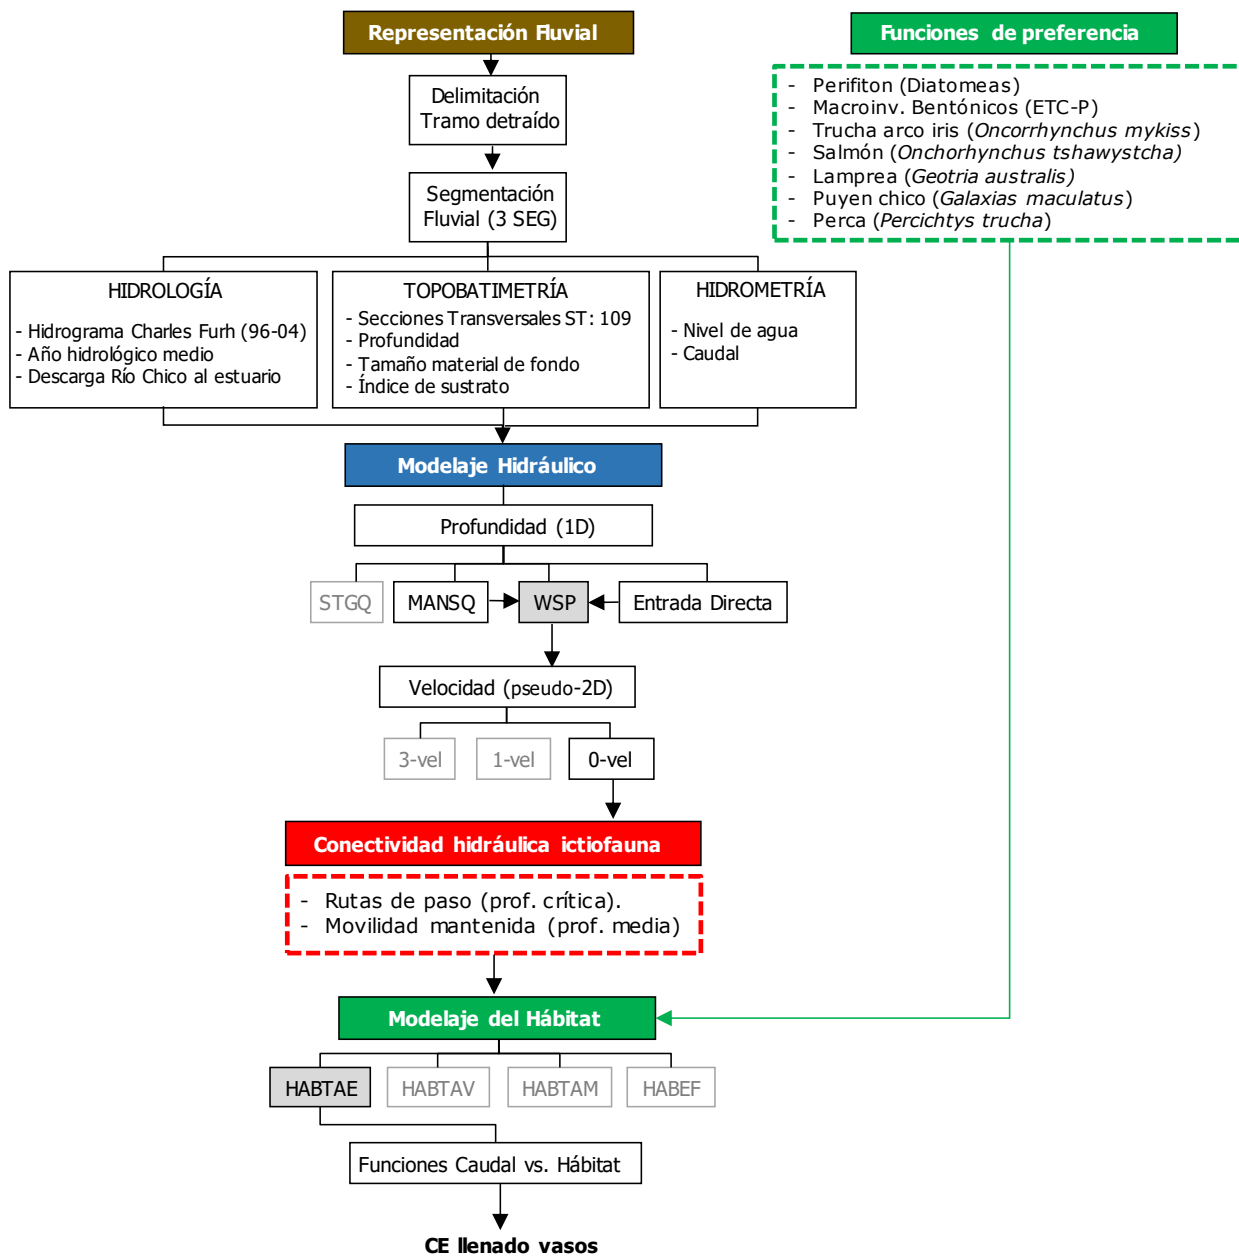 Representación Fluvial
Funciones de preferencia
Delimitación
Tramo detraído
- Perifiton (Diatomeas)
- Macroinv. Bentónicos (ETC-P)
- Trucha arco iris (Oncorrhynchus mykiss)
- Salmón (Onchorhynchus tshawystcha)
- Lamprea (Geotria australis)
- Puyen chico (Galaxias maculatus)
- Perca (Percichtys trucha)
Segmentación
Fluvial (3 SEG)
HIDROLOGÍA
- Hidrograma Charles Furh (96-04)
- Año hidrológico medio
- Descarga Río Chico al estuario
TOPOBATIMETRÍA
- Secciones Transversales ST: 109
- Profundidad
- Tamaño material de fondo
- Índice de sustrato
HIDROMETRÍA
- Nivel de agua
- Caudal
Modelaje Hidráulico
Profundidad (1D)
STGQ
MANSQ
WSP
Entrada Directa
Velocidad (pseudo-2D)
3-vel
1-vel
0-vel
Conectividad hidráulica ictiofauna
- Rutas de paso (prof. crítica).
- Movilidad mantenida (prof. media)
Modelaje del Hábitat
HABTAE
HABTAV
HABTAM
HABEF
Funciones Caudal vs. Hábitat
CE llenado vasos